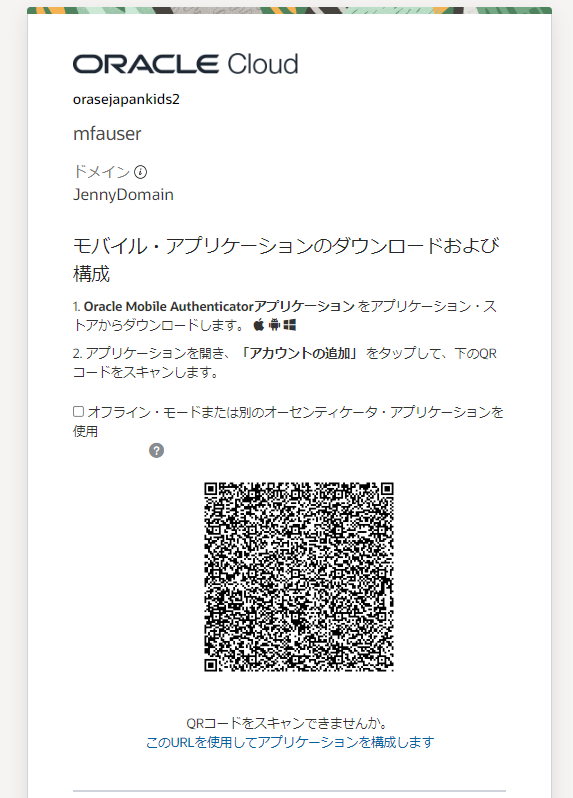 ORACLE Cloud
orasejapankids2
mfauser
ドメイン
JennyDomain
モバイル・アプリケーションのダウンロードおよび
構成
1. Oracle Mobile Authenticatorアプリケーション をアプリケーション・ス
トアからダウンロードします。
2. アプリケーションを開き、「アカウントの追加」 をタップして、下のQR
コードをスキャンします。
オフライン・モードまたは別のオーセンティケータ・アプリケーションを
使用
?
QRコードをスキャンできませんか。
このURLを使用してアプリケーションを構成します